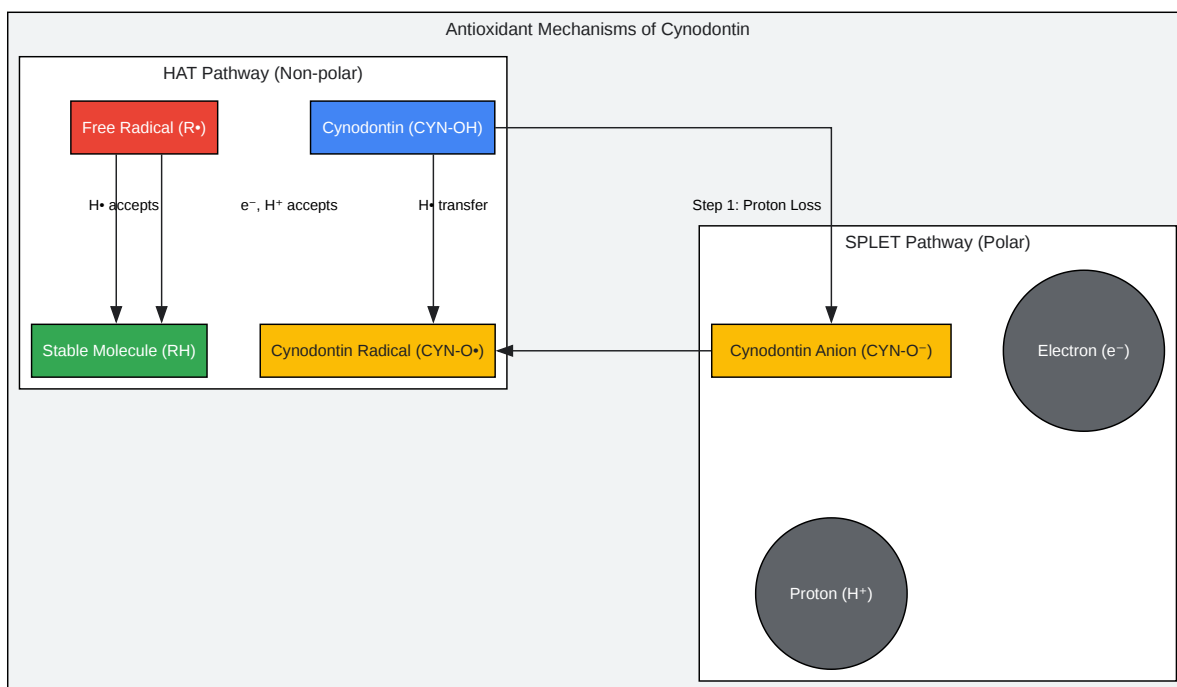 Antioxidant Mechanisms of Cynodontin
HAT Pathway (Non-polar)
Free Radical (R•)
Cynodontin (CYN-OH)
H• accepts
e⁻, H⁺ accepts
H• transfer
Step 1: Proton Loss
SPLET Pathway (Polar)
Stable Molecule (RH)
Cynodontin Radical (CYN-O•)
Cynodontin Anion (CYN-O⁻)
Electron (e⁻)
Proton (H⁺)